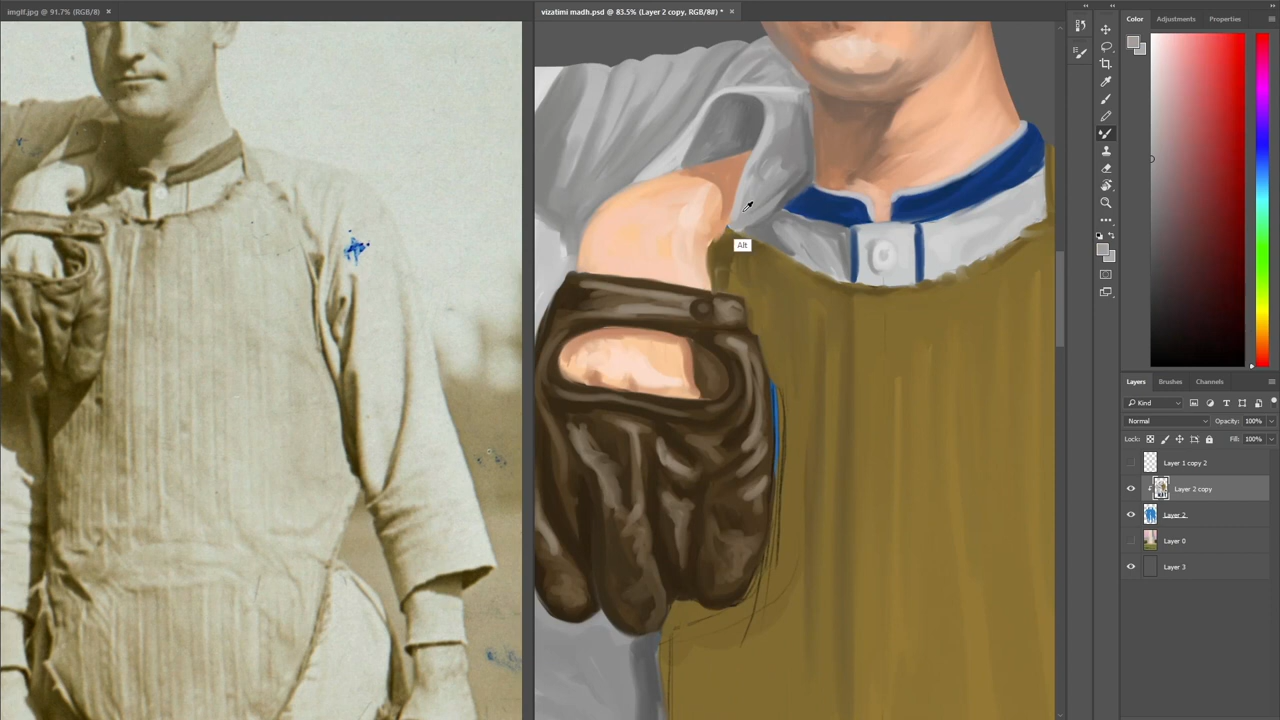 imgff.jpg @ 91.7% (RGB/8) ×
vizatimi madh.psd @ 83.5% (Layer 2 copy, RGB/8#) * ×
Alt
Color Adjustments Properties
Layers Brushes Channels
Kind
Normal Opacity: 100%
Lock: Fill: 100%
Layer 1 copy 2
Layer 2 copy
Layer 2
Layer 0
Layer 3